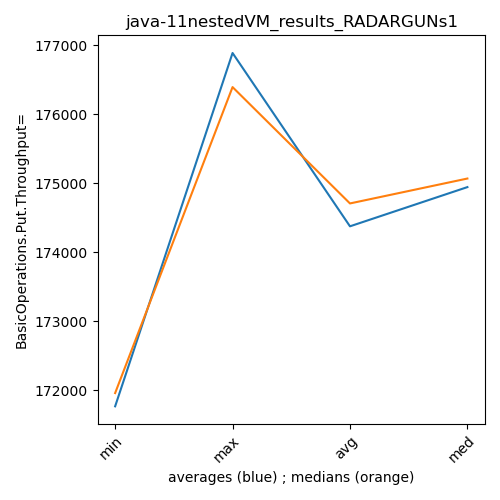 java-11nestedVM_results_RADARGUNs1
BasicOperations.Put.Throughput=
177000
176000
175000
174000
173000
172000
min
max
avg
med
averages (blue) ; medians (orange)